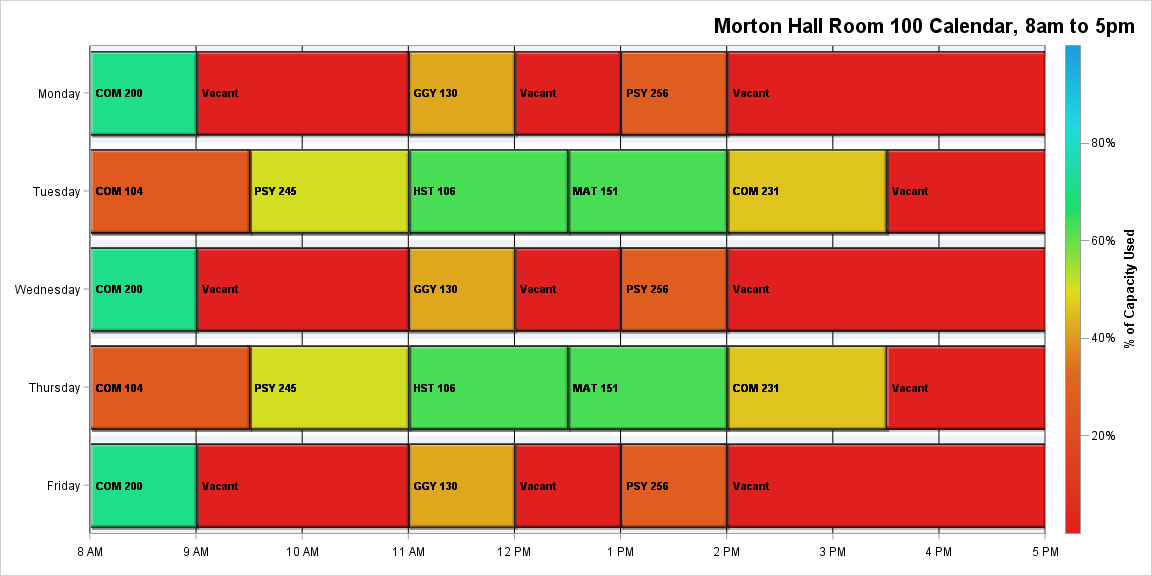 Morton Hall Room 100 Calendar, 8am to 5pm
Monday COM 200 Vacant GGY 130 Vacant PSY 256 Vacant
Tuesday COM 104 PSY 245 HST 106 MAT 151 COM 231 Vacant
Wednesday COM 200 Vacant GGY 130 Vacant PSY 256 Vacant
Thursday COM 104 PSY 245 HST 106 MAT 151 COM 231 Vacant
Friday COM 200 Vacant GGY 130 Vacant PSY 256 Vacant
8 AM 9 AM 10 AM 11 AM 12 PM 1 PM 2 PM 3 PM 4 PM 5 PM
80%
60%
40%
20%
% of Capacity Used